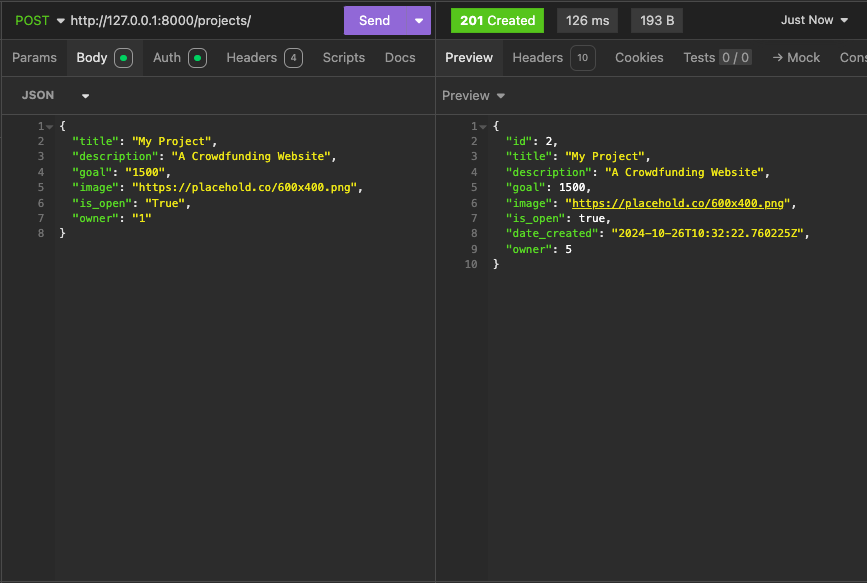 POST http://127.0.0.1:8000/projects/ Send
Params Body Auth Headers 4 Scripts Docs
JSON
1 {
2 "title": "My Project",
3 "description": "A Crowdfunding Website",
4 "goal": "1500",
5 "image": "https://placehold.co/600x400.png",
6 "is_open": "True",
7 "owner": "1"
8 }
201 Created 126 ms 193 B Just Now
Preview Headers 10 Cookies Tests 0 / 0 → Mock Cons
Preview
1 {
2 "id": 2,
3 "title": "My Project",
4 "description": "A Crowdfunding Website",
5 "goal": 1500,
6 "image": "https://placehold.co/600x400.png",
7 "is_open": true,
8 "date_created": "2024-10-26T10:32:22.760225Z",
9 "owner": 5
10 }